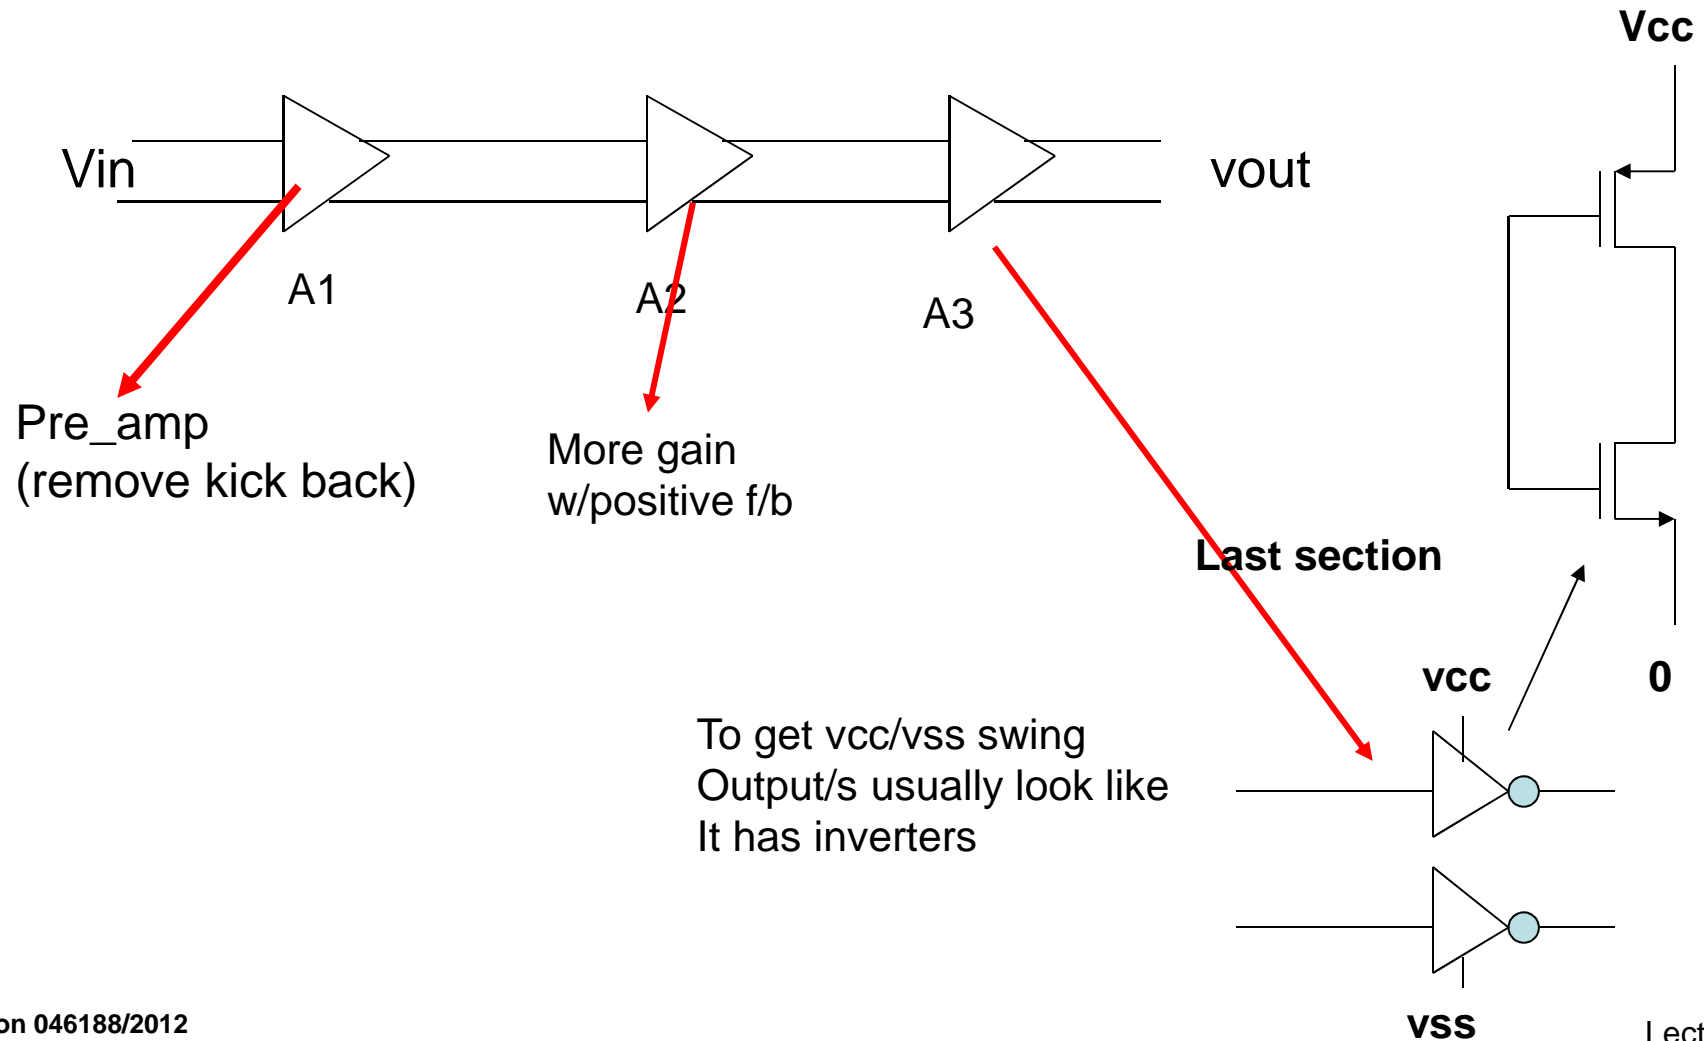 Vcc
Vin
vout
A1
A2
A3
Pre_amp
(remove kick back)
More gain
w/positive f/b
Last section
vcc
0
To get vcc/vss swing
Output/s usually look like
It has inverters
vss
on 046188/2012
Lect